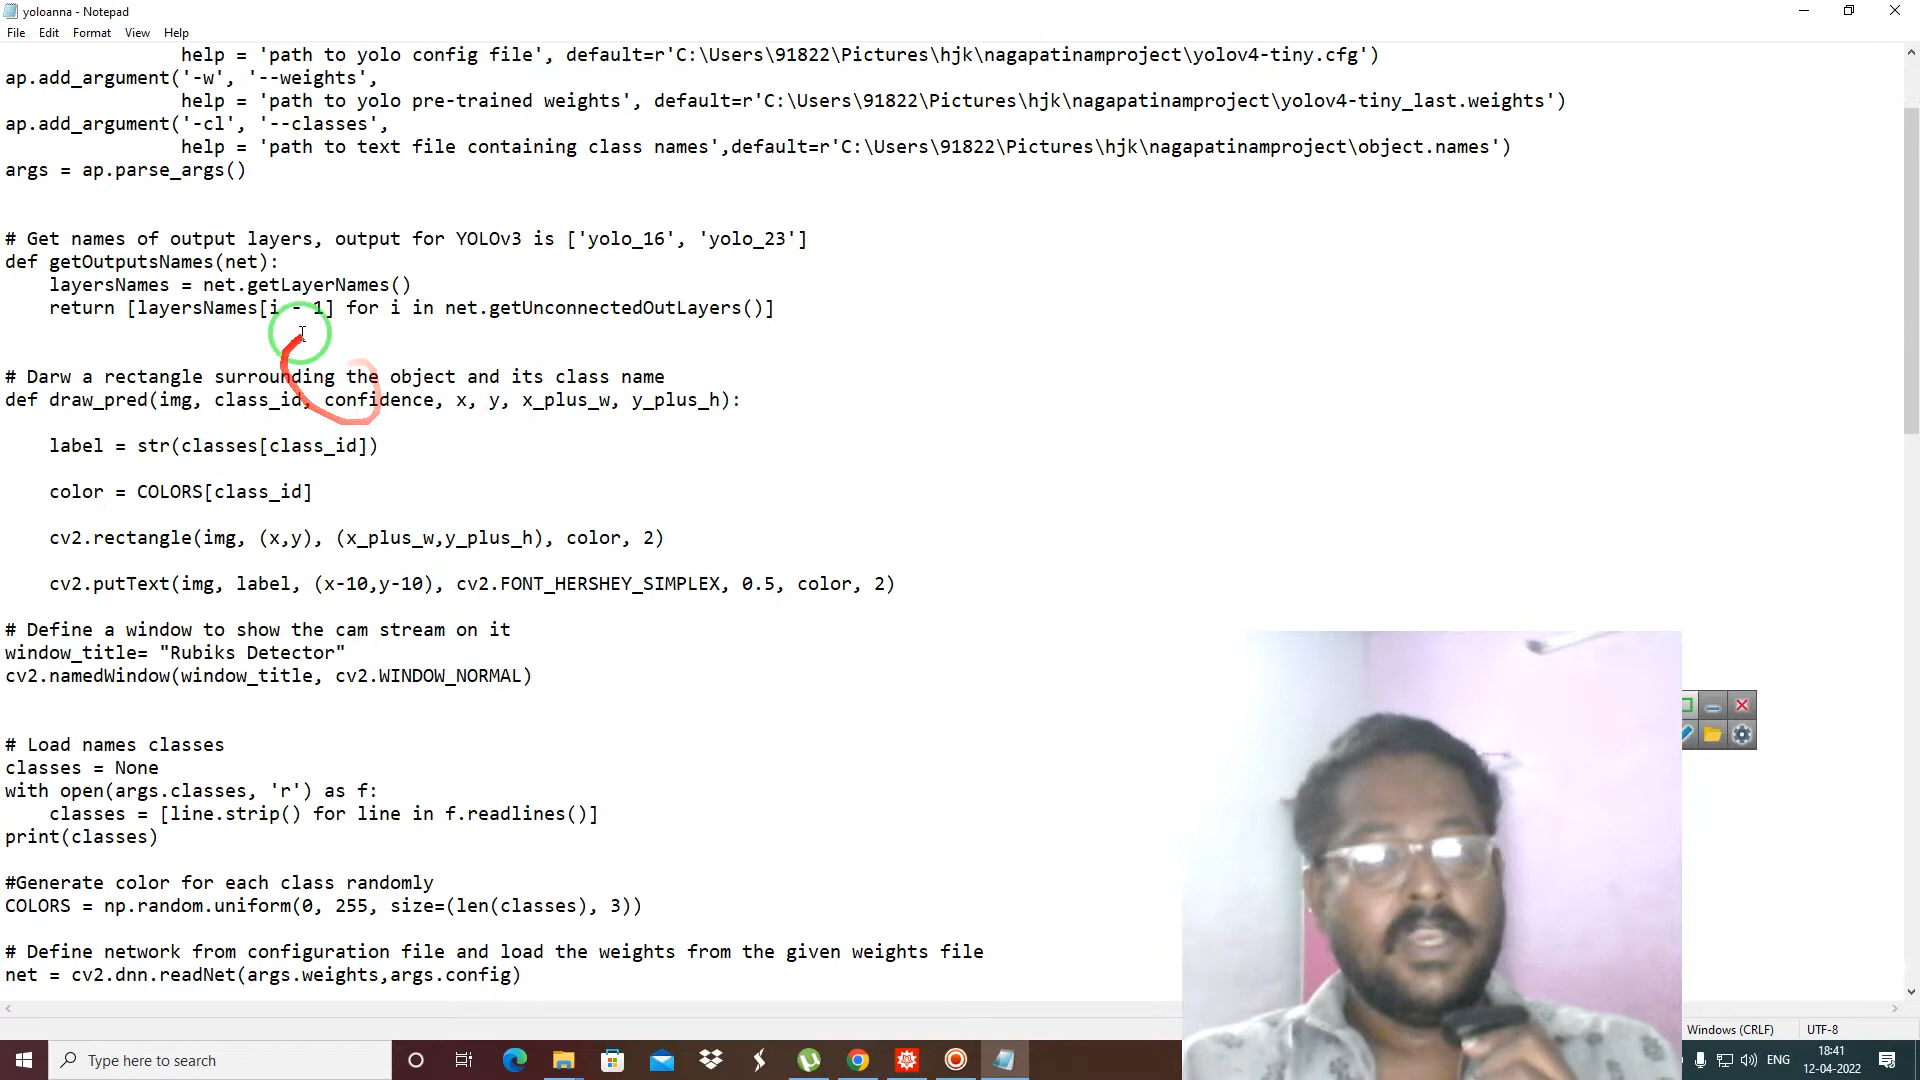 yoloanna - Notepad
File Edit Format View Help
help = 'path to yolo config file', default=r'C:\Users\91822\Pictures\hjk\nagapatinamproject\yolov4-tiny.cfg')
ap.add_argument('-w', '--weights',
help = 'path to yolo pre-trained weights', default=r'C:\Users\91822\Pictures\hjk\nagapatinamproject\yolov4-tiny_last.weights')
ap.add_argument('-cl', '--classes',
help = 'path to text file containing class names',default=r'C:\Users\91822\Pictures\hjk\nagapatinamproject\object.names')
args = ap.parse_args()
# Get names of output layers, output for YOLOv3 is ['yolo_16', 'yolo_23']
def getOutputsNames(net):
layersNames = net.getLayerNames()
return [layersNames[i - 1] for i in net.getUnconnectedOutLayers()]
# Darw a rectangle surrounding the object and its class name
def draw_pred(img, class_id, confidence, x, y, x_plus_w, y_plus_h):
label = str(classes[class_id])
color = COLORS[class_id]
cv2.rectangle(img, (x,y), (x_plus_w,y_plus_h), color, 2)
cv2.putText(img, label, (x-10,y-10), cv2.FONT_HERSHEY_SIMPLEX, 0.5, color, 2)
# Define a window to show the cam stream on it
window_title= "Rubiks Detector"
cv2.namedWindow(window_title, cv2.WINDOW_NORMAL)
# Load names classes
classes = None
with open(args.classes, 'r') as f:
classes = [line.strip() for line in f.readlines()]
print(classes)
#Generate color for each class randomly
COLORS = np.random.uniform(0, 255, size=(len(classes), 3))
# Define network from configuration file and load the weights from the given weights file
net = cv2.dnn.readNet(args.weights,args.config)
Windows (CRLF) UTF-8
Type here to search
ENG
18:41
12-04-2022